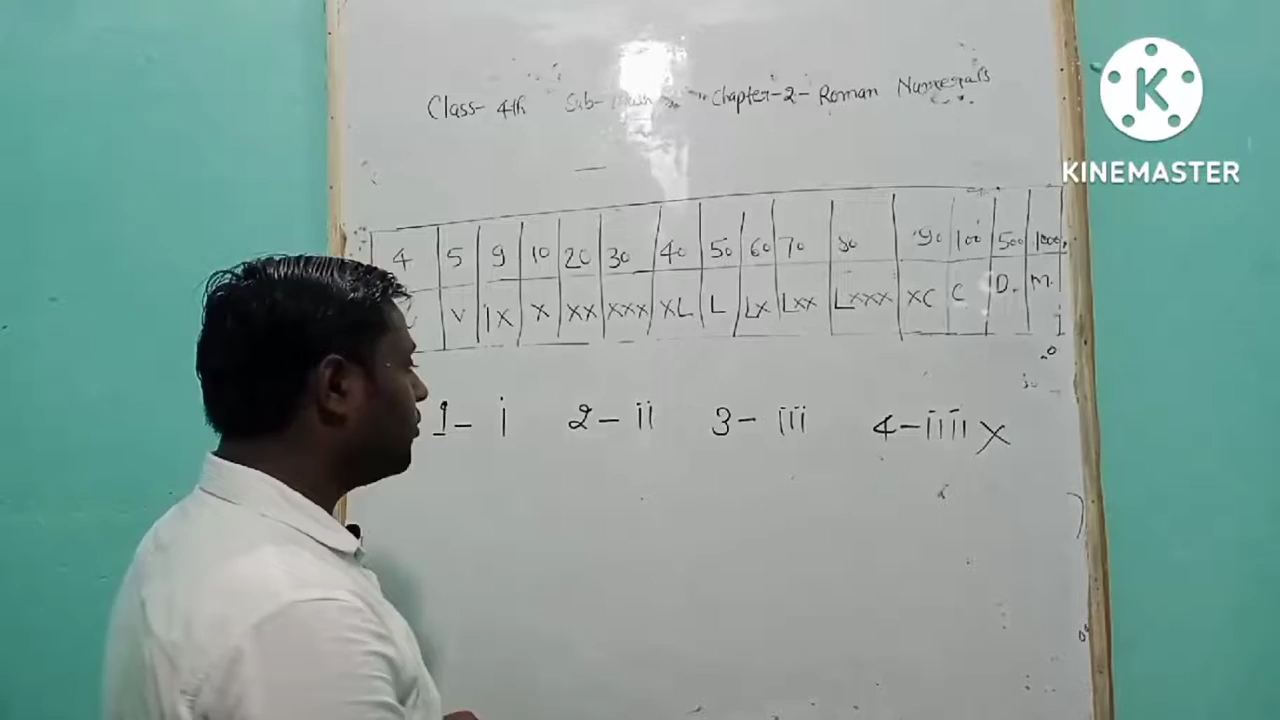 Class- 4th Sub- Chapter-2- Roman Numerals
K
KINEMASTER
4 5 9 10 20 30 40 50 60 70 80 90 100 500 1000
V IX X XX XXX XL L LX LXX LXXX XC C D. M.
1- i 2- ii 3- iii 4- iiii X